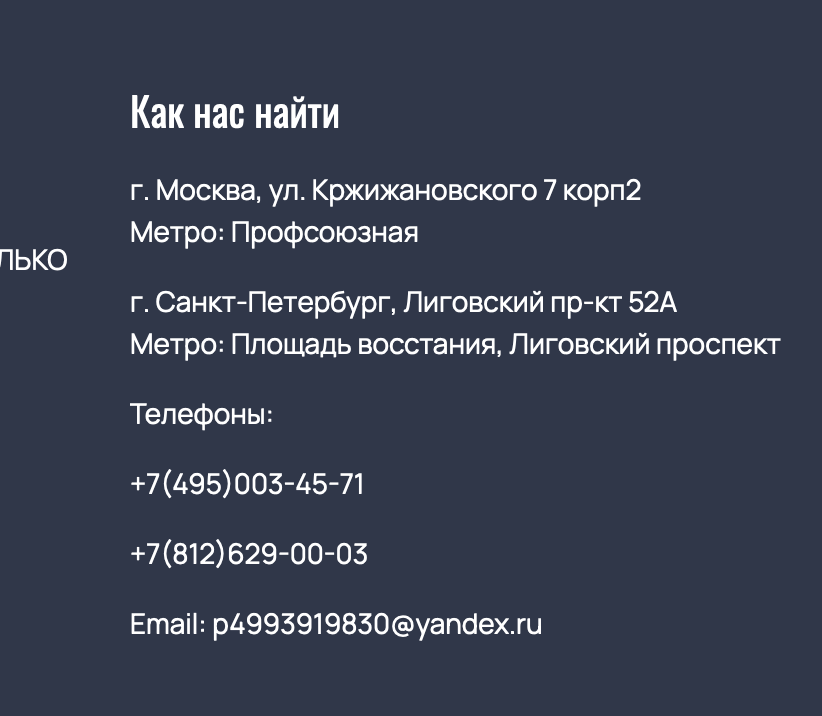 Как нас найти
г. Москва, ул. Кржижановского 7 корп2
Метро: Профсоюзная
ЛЬКО
г. Санкт-Петербург, Лиговский пр-кт 52А
Метро: Площадь восстания, Лиговский проспект
Телефоны:
+7(495)003-45-71
+7(812)629-00-03
Email: p4993919830@yandex.ru